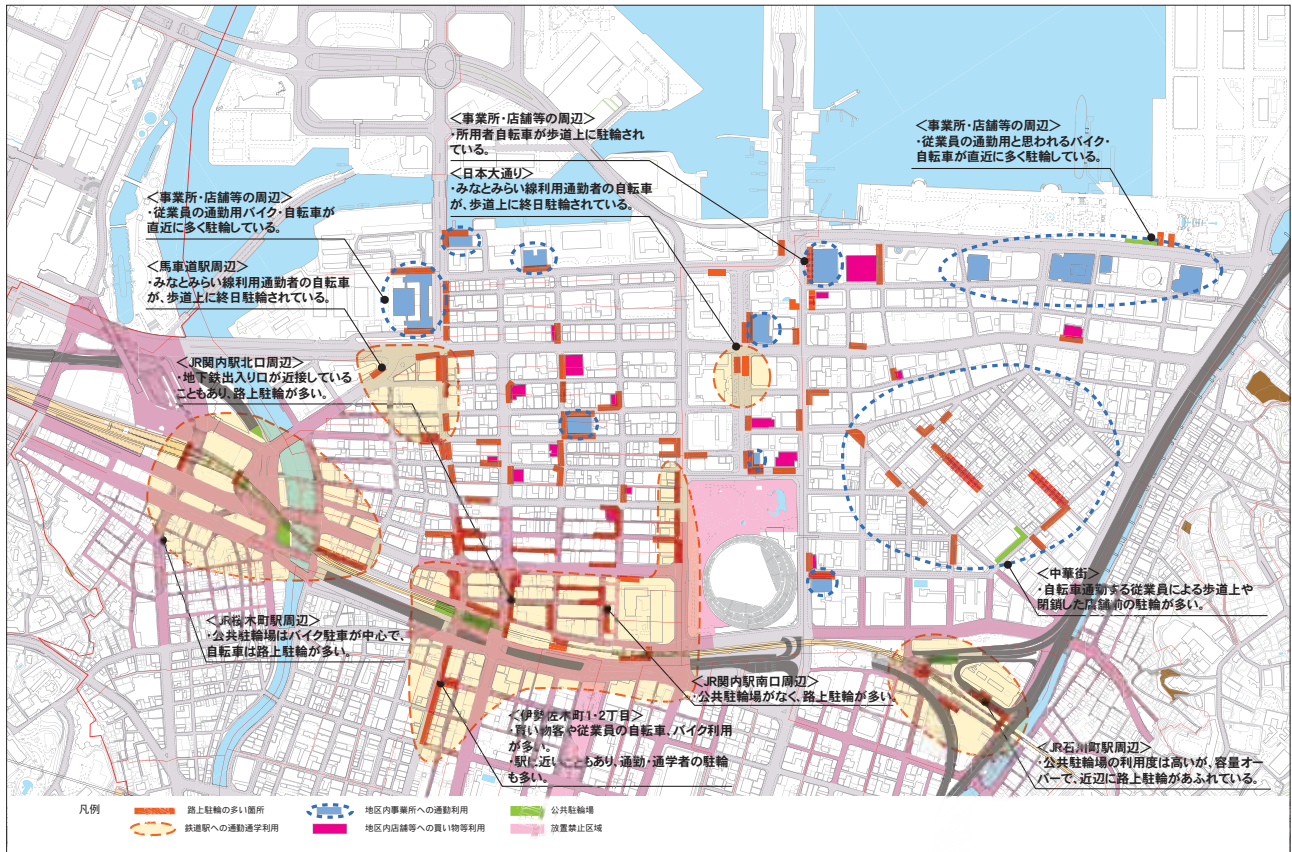 <事業所・店舗等の周辺>
・所用者自転車が歩道上に駐輪され
ている。
<日本大通り>
・みなとみらい線利用通勤者の自転車
が、歩道上に終日駐輪されている。
<事業所・店舗等の周辺>
・従業員の通勤用と思われるバイク・
自転車が直近に多く駐輪している。
<事業所・店舗等の周辺>
・従業員の通勤用バイク・自転車が
直近に多く駐輪している。
<馬車道駅周辺>
・みなとみらい線利用通勤者の自転車
が、歩道上に終日駐輪されている。
<JR関内駅北口周辺>
・地下鉄出入り口が近接している
こともあり、路上駐輪が多い。
<中華街>
・自転車通勤する従業員による歩道上や
閉鎖した店舗前の駐輪が多い。
<JR桜木町駅周辺>
・公共駐輪場はバイク駐車が中心で、
自転車は路上駐輪が多い。
<JR関内駅南口周辺>
・公共駐輪場がなく、路上駐輪が多い。
<伊勢佐木町1・2丁目>
・買い物客や従業員の自転車、バイク利用
が多い。
・駅に近いこともあり、通勤・通学者の駐輪
も多い。
<JR石川町駅周辺>
・公共駐輪場の利用度は高いが、容量オー
バーで、近辺に路上駐輪があふれている。
凡例
路上駐輪の多い箇所
地区内事業所への通勤利用
公共駐輪場
鉄道駅への通勤通学利用
地区内店舗等への買い物等利用
放置禁止区域